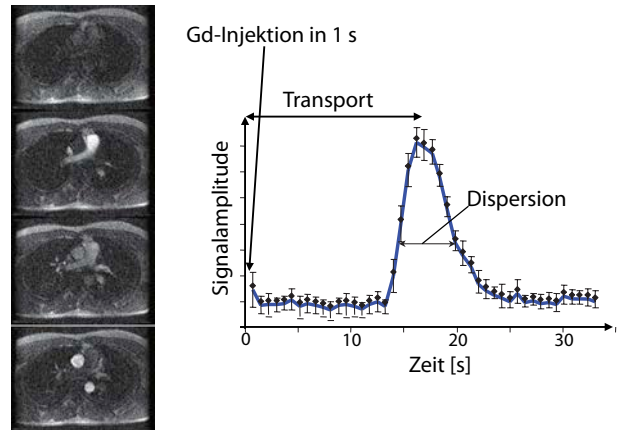 Gd-Injektion in 1 s
Transport
Signalamplitude
Dispersion
0 10 20 30
Zeit [s]